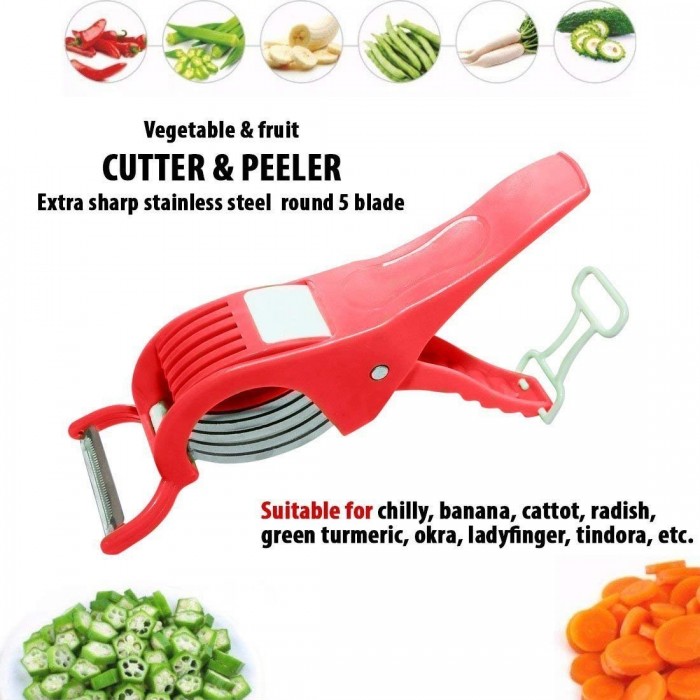 Vegetable & fruit
CUTTER & PEELER
Extra sharp stainless steel round 5 blade
Suitable for chilly, banana, cattot, radish,
green turmeric, okra, ladyfinger, tindora, etc.